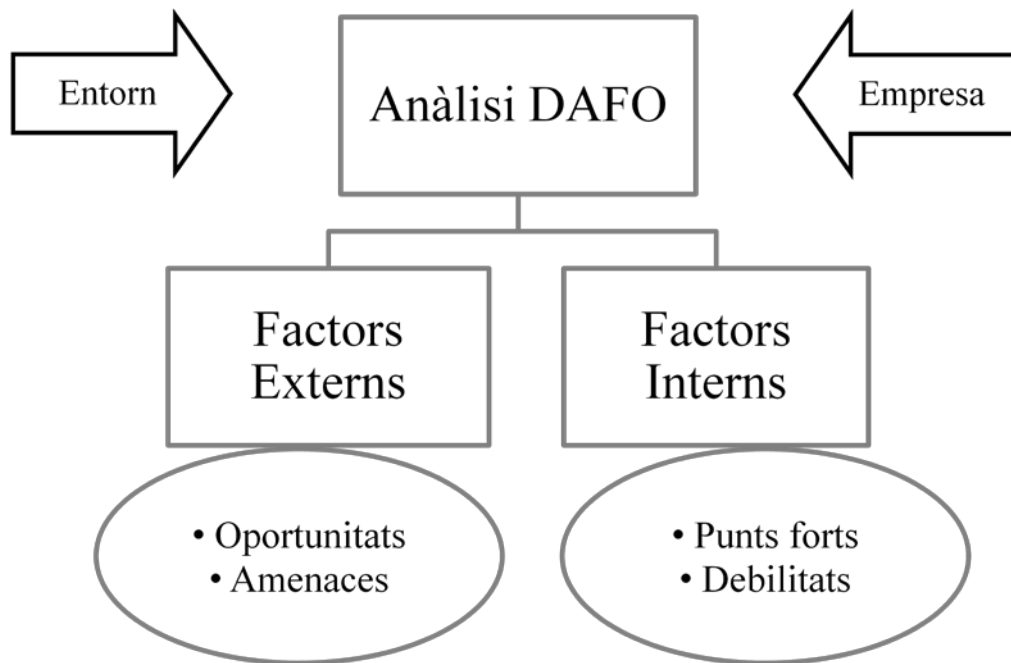 Entorn
Anàlisi DAFO
Empresa
Factors
Externs
Factors
Interns
• Oportunitats
• Amenaces
• Punts forts
• Debilitats